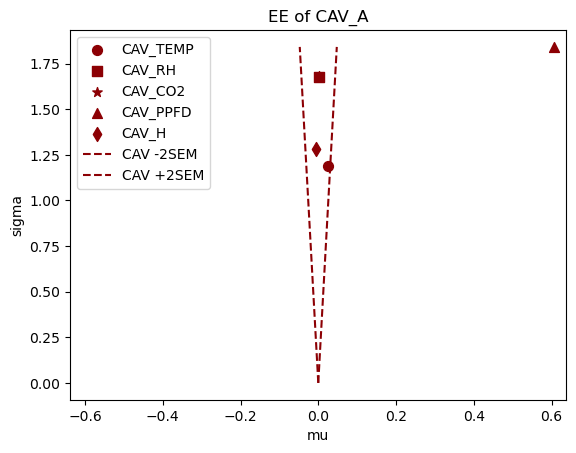 EE of CAV_A
CAV_TEMP
CAV_RH
CAV_CO2
CAV_PPFD
CAV_H
CAV -2SEM
CAV +2SEM
1.75
1.50
1.25
1.00
0.75
0.50
0.25
0.00
sigma
−0.6 −0.4 −0.2 0.0 0.2 0.4 0.6
mu